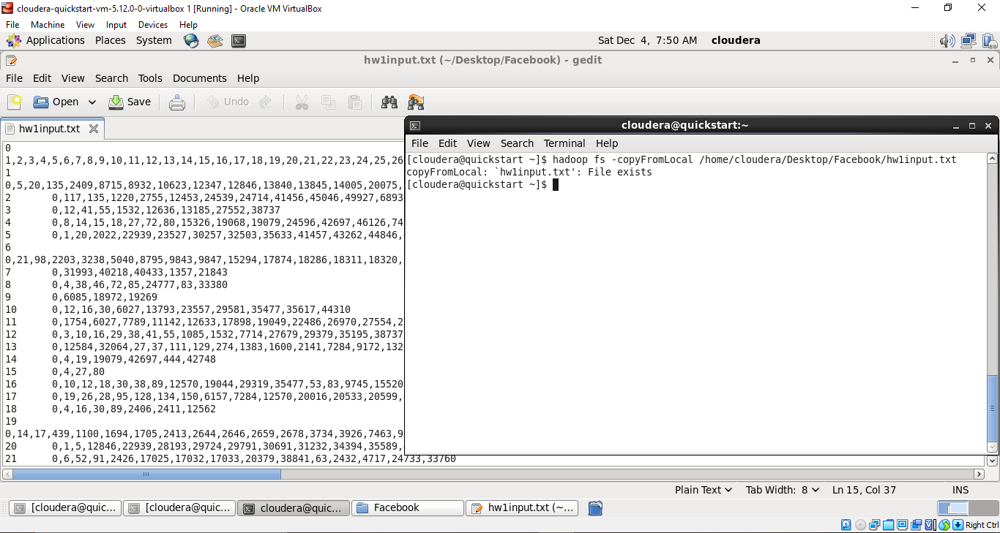 cloudera-quickstart-vm-5.12.0-0-virtualbox 1 [Running] - Oracle VM VirtualBox
File Machine View Input Devices Help
Applications Places System Sat Dec 4, 7:50 AM cloudera
hw1input.txt (~/Desktop/Facebook) - gedit
File Edit View Search Tools Documents Help
Open Save Undo
hw1input.txt
0
1,2,3,4,5,6,7,8,9,10,11,12,13,14,15,16,17,18,19,20,21,22,23,24,25,26
1
0,5,20,135,2409,8715,8932,10623,12347,12846,13840,13845,14005,20075,
2 0,117,135,1220,2755,12453,24539,24714,41456,45046,49927,6893
3 0,12,41,55,1532,12636,13185,27552,38737
4 0,8,14,15,18,27,72,80,15326,19068,19079,24596,42697,46126,74
5 0,1,20,2022,22939,23527,30257,32503,35633,41457,43262,44846,
6
0,21,98,2203,3238,5040,8795,9843,9847,15294,17874,18286,18311,18320,
7 0,31993,40218,40433,1357,21843
8 0,4,38,46,72,85,24777,83,33380
9 0,6085,18972,19269
10 0,12,16,30,6027,13793,23557,29581,35477,35617,44310
11 0,1754,6027,7789,11142,12633,17898,19049,22486,26970,27554,2
12 0,3,10,16,29,38,41,55,1085,1532,7714,27679,29379,35195,38737
13 0,12584,32064,27,37,111,129,274,1383,1600,2141,7284,9172,132
14 0,4,19,19079,42697,444,42748
15 0,4,27,80
16 0,10,12,18,30,38,89,12570,19044,29319,35477,53,83,9745,15520
17 0,19,26,28,95,128,134,150,6157,7284,12570,20016,20533,20599,
18 0,4,16,30,89,2406,2411,12562
19
0,14,17,439,1100,1694,1705,2413,2644,2646,2659,2678,3734,3926,7463,9
20 0,1,5,12846,22939,28193,29724,29791,30691,31232,34394,35589,
21 0,6,52,91,2426,17025,17032,17033,20379,38841,63,2432,4717,24733,33760
cloudera@quickstart:~
File Edit View Search Terminal Help
[cloudera@quickstart ~]$ hadoop fs -copyFromLocal /home/cloudera/Desktop/Facebook/hw1input.txt
copyFromLocal: `hw1input.txt': File exists
[cloudera@quickstart ~]$
Plain Text Tab Width: 8 Ln 15, Col 37 INS
[cloudera@quic... [cloudera@quic... cloudera@quic... Facebook hw1input.txt (~...
Right Ctrl